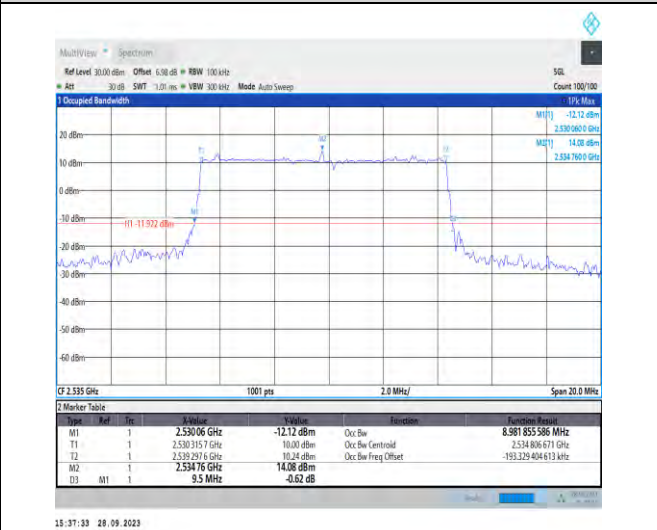 MultiView Spectrum
Ref Level 30.00 dBm Offset 6.98 dB RBW 100 kHz SGL
Att 30 dB SWT 1.01 ms VBW 300 kHz Mode Auto Sweep Count 100/100
1 Occupied Bandwidth 1Pk Max
M1[1] -12.12 dBm
2.530 060 0 GHz
M2[1] 14.08 dBm
2.534 760 0 GHz
20 dBm
M2
T1
10 dBm
0 dBm
M1
-10 dBm
H1 -11.922 dBm
-20 dBm
-30 dBm
-40 dBm
-50 dBm
-60 dBm
CF 2.535 GHz 1001 pts 2.0 MHz/ Span 20.0 MHz
2 Marker Table
Type Ref Trc X-Value Y-Value Function Function Result
M1 1 2.530 06 GHz -12.12 dBm Occ Bw 8.981 855 586 MHz
T1 1 2.530 315 7 GHz 10.00 dBm Occ Bw Centroid 2.534 806 671 GHz
T2 1 2.539 297 6 GHz 10.24 dBm Occ Bw Freq Offset -193.329 404 613 kHz
M2 1 2.534 76 GHz 14.08 dBm
D3 M1 1 9.5 MHz -0.62 dB
15:37:33 28.09.2023